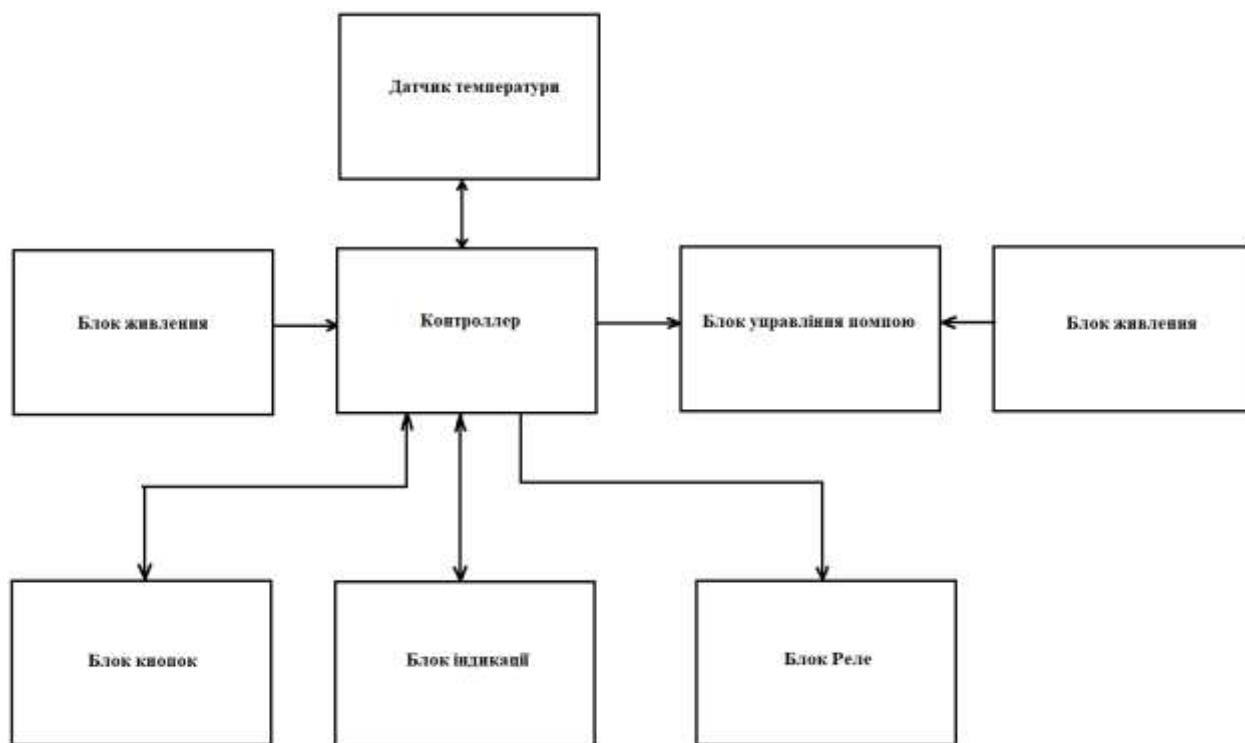 Датчик температури
Блок живлення
Контроллер
Блок управління помпою
Блок живлення
Блок кнопок
Блок індикації
Блок Реле